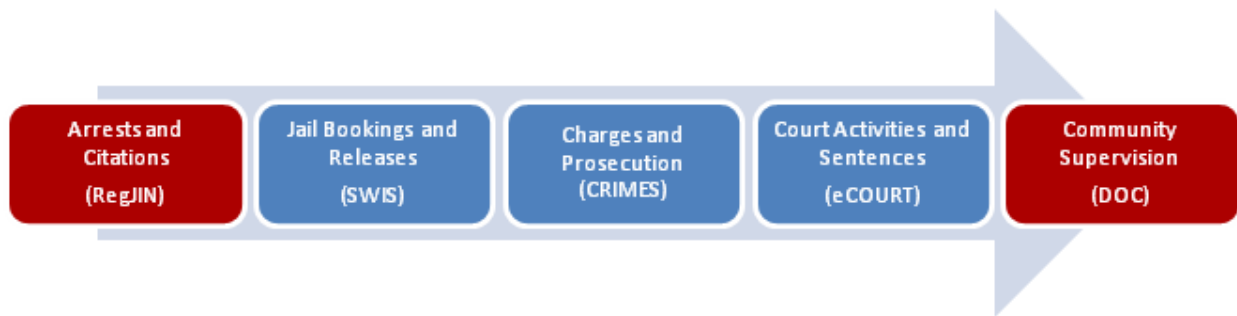 Arrests and
Citations
(RegJIN)
Jail Bookings and
Releases
(SWIS)
Charges and
Prosecution
(CRIMES)
Court Activities and
Sentences
(eCOURT)
Community
Supervision
(DOC)